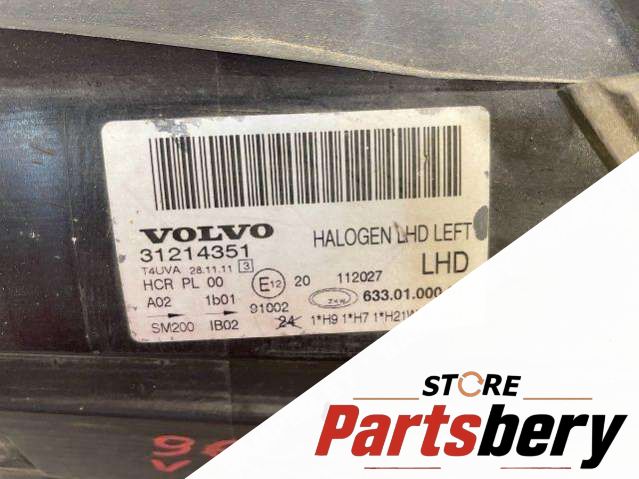 VOLVO
31214351
HALOGEN LHD LEFT
T4UVA 28.11.11 3
LHD
HCR PL 00
E12
20
112027
A02
1b01
91002
ZKW
633.01.000
SM200
IB02
24
1*H9 1*H7 1*H21W
STORE
Partsbery